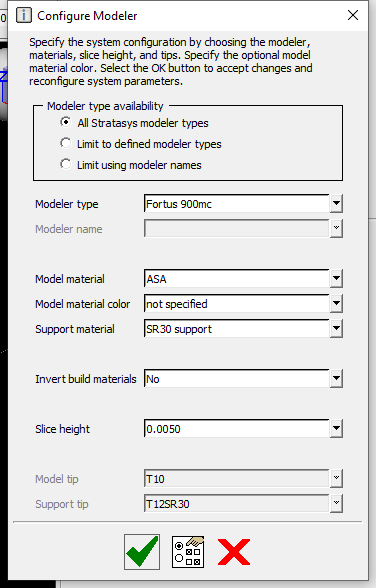 Configure Modeler
Specify the system configuration by choosing the modeler,
materials, slice height, and tips. Specify the optional model
material color. Select the OK button to accept changes and
reconfigure system parameters.
Modeler type availability
All Stratasys modeler types
Limit to defined modeler types
Limit using modeler names
Modeler type Fortus 900mc
Modeler name
Model material ASA
Model material color not specified
Support material SR30 support
Invert build materials No
Slice height 0.0050
Model tip T10
Support tip T12SR30